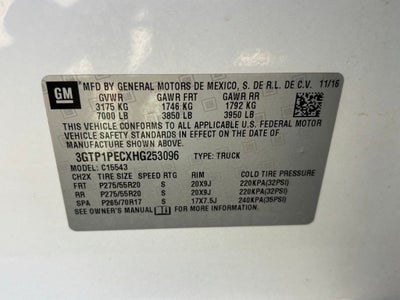 GM
MFD BY GENERAL MOTORS DE MEXICO, S. DE R.L. DE C.V. 11/16
GVWR GAWR FRT GAWR RR
3175 KG 1746 KG 1792 KG
7000 LB 3850 LB 3950 LB
THIS VEHICLE CONFORMS TO ALL APPLICABLE U.S. FEDERAL MOTOR
VEHICLE SAFETY STANDARDS IN EFFECT ON THE DATE OF
MANUFACTURE SHOWN ABOVE.
3GTP1PECXHG253096 TYPE: TRUCK
MODEL: C15543
CH2X TIRE SIZE SPEED RTG RIM COLD TIRE PRESSURE
FRT P275/55R20 S 20X9J 220KPA(32PSI)
RR P275/55R20 S 20X9J 220KPA(32PSI)
SPA P265/70R17 S 17X7.5J 240KPA(35PSI)
SEE OWNER'S MANUAL FOR ADDITIONAL INFORMATION.